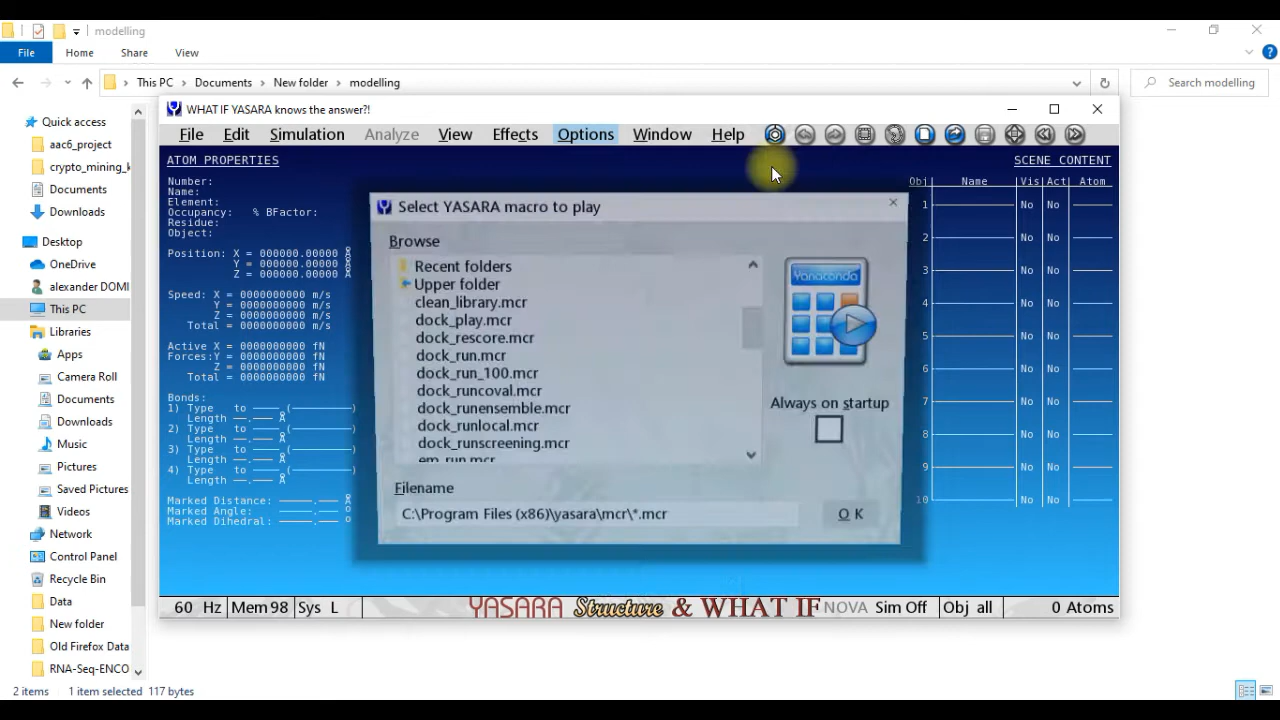 modelling
File Home Share View
This PC Documents New folder modelling Search modelling
Quick access
aac6_project
crypto_mining_k
Documents
Downloads
Desktop
OneDrive
alexander DOMI
This PC
Libraries
Apps
Camera Roll
Documents
Downloads
Music
Pictures
Saved Pictures
Videos
Network
Control Panel
Recycle Bin
Data
New folder
Old Firefox Data
RNA-Seq-ENCO
2 items 1 item selected 117 bytes
WHAT IF YASARA knows the answer?!
File Edit Simulation Analyze View Effects Options Window Help
ATOM PROPERTIES
Number:
Name:
Element:
Occupancy: % BFactor:
Residue:
Object:
Position: X = 000000.00000 Å
Y = 000000.00000 Å
Z = 000000.00000 Å
Speed: X = 0000000000 m/s
Y = 0000000000 m/s
Z = 0000000000 m/s
Total = 0000000000 m/s
Active X = 0000000000 fN
Forces:Y = 0000000000 fN
Z = 0000000000 fN
Total = 0000000000 fN
Bonds:
1) Type to
Length Å
2) Type to
Length Å
3) Type to
Length Å
4) Type to
Length Å
Marked Distance: Å
Marked Angle: °
Marked Dihedral: °
Select YASARA macro to play
Browse
Recent folders
Upper folder
clean_library.mcr
dock_play.mcr
dock_rescore.mcr
dock_run.mcr
dock_run_100.mcr
dock_runcoval.mcr
dock_runensemble.mcr
dock_runlocal.mcr
dock_runscreening.mcr
em_run.mcr
Yanaconda
Always on startup
Filename
C:\Program Files (x86)\yasara\mcr\*.mcr
O K
SCENE CONTENT
Obj Name Vis Act Atom
1 No No
2 No No
3 No No
4 No No
5 No No
6 No No
7 No No
8 No No
9 No No
10 No No
60 Hz Mem98 Sys L YASARA Structure & WHAT IF NOVA Sim Off Obj all 0 Atoms